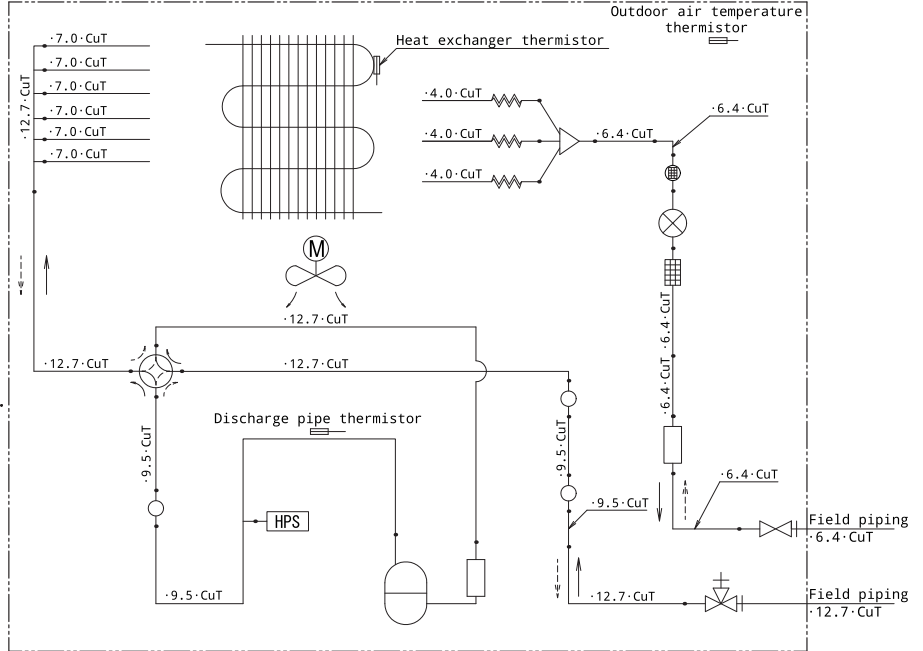 Outdoor air temperature
thermistor
·7.0·CuT
·7.0·CuT
·7.0·CuT
·7.0·CuT
·7.0·CuT
·7.0·CuT
·12.7·CuT
Heat exchanger thermistor
·4.0·CuT
·4.0·CuT
·4.0·CuT
·6.4·CuT
·6.4·CuT
M
·12.7·CuT
·12.7·CuT
·12.7·CuT
·6.4·CuT
·6.4·CuT
Discharge pipe thermistor
·9.5·CuT
·9.5·CuT
HPS
·9.5·CuT
·6.4·CuT
Field piping
·6.4·CuT
·9.5·CuT
·12.7·CuT
Field piping
·12.7·CuT